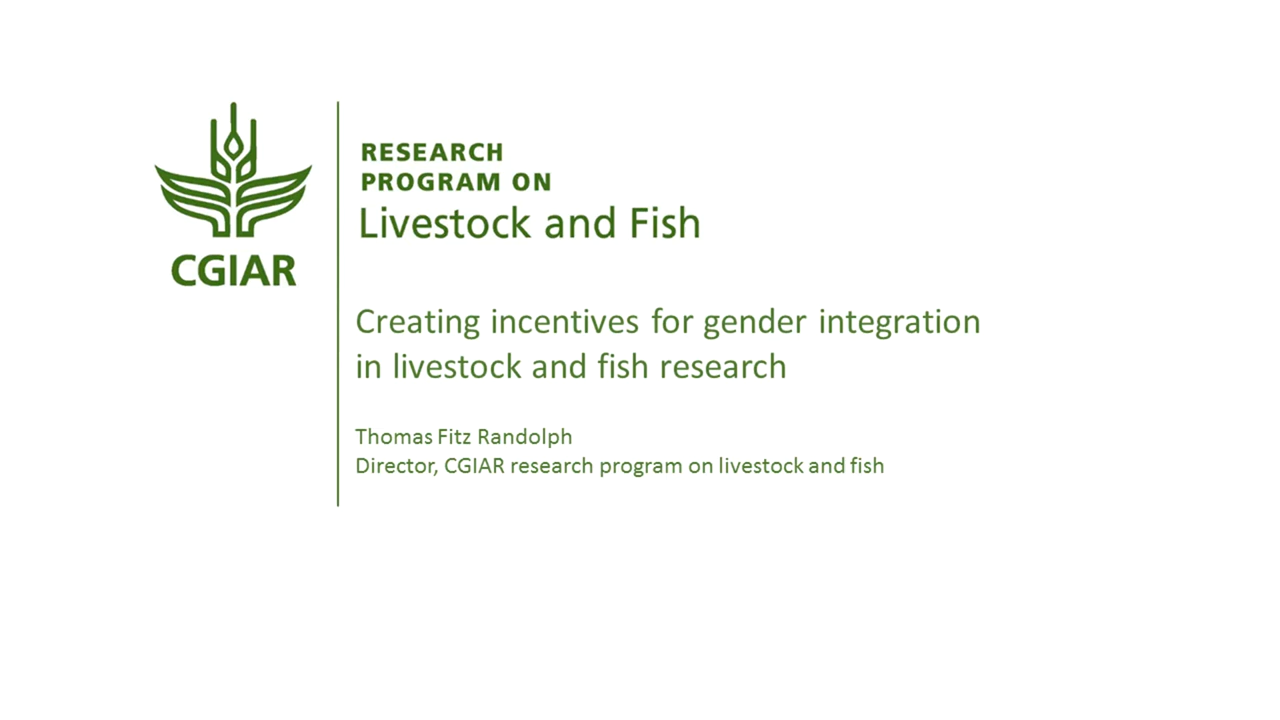 CGIAR
RESEARCH
PROGRAM ON
Livestock and Fish
Creating incentives for gender integration
in livestock and fish research
Thomas Fitz Randolph
Director, CGIAR research program on livestock and fish